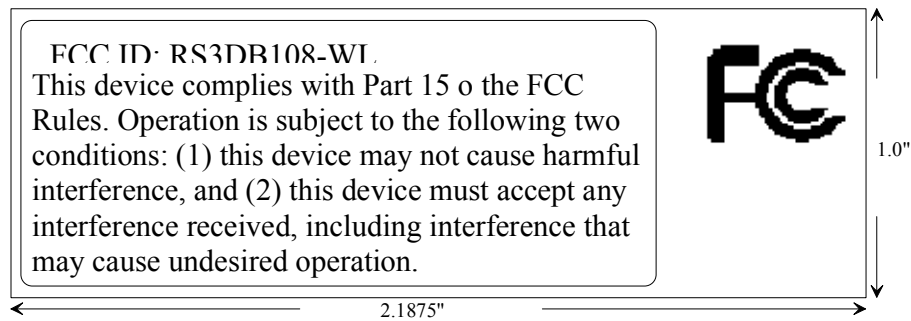 FCC ID: RS3DB108-WL
This device complies with Part 15 o the FCC
Rules. Operation is subject to the following two
conditions: (1) this device may not cause harmful
interference, and (2) this device must accept any
interference received, including interference that
may cause undesired operation.
FCC
1.0"
2.1875"